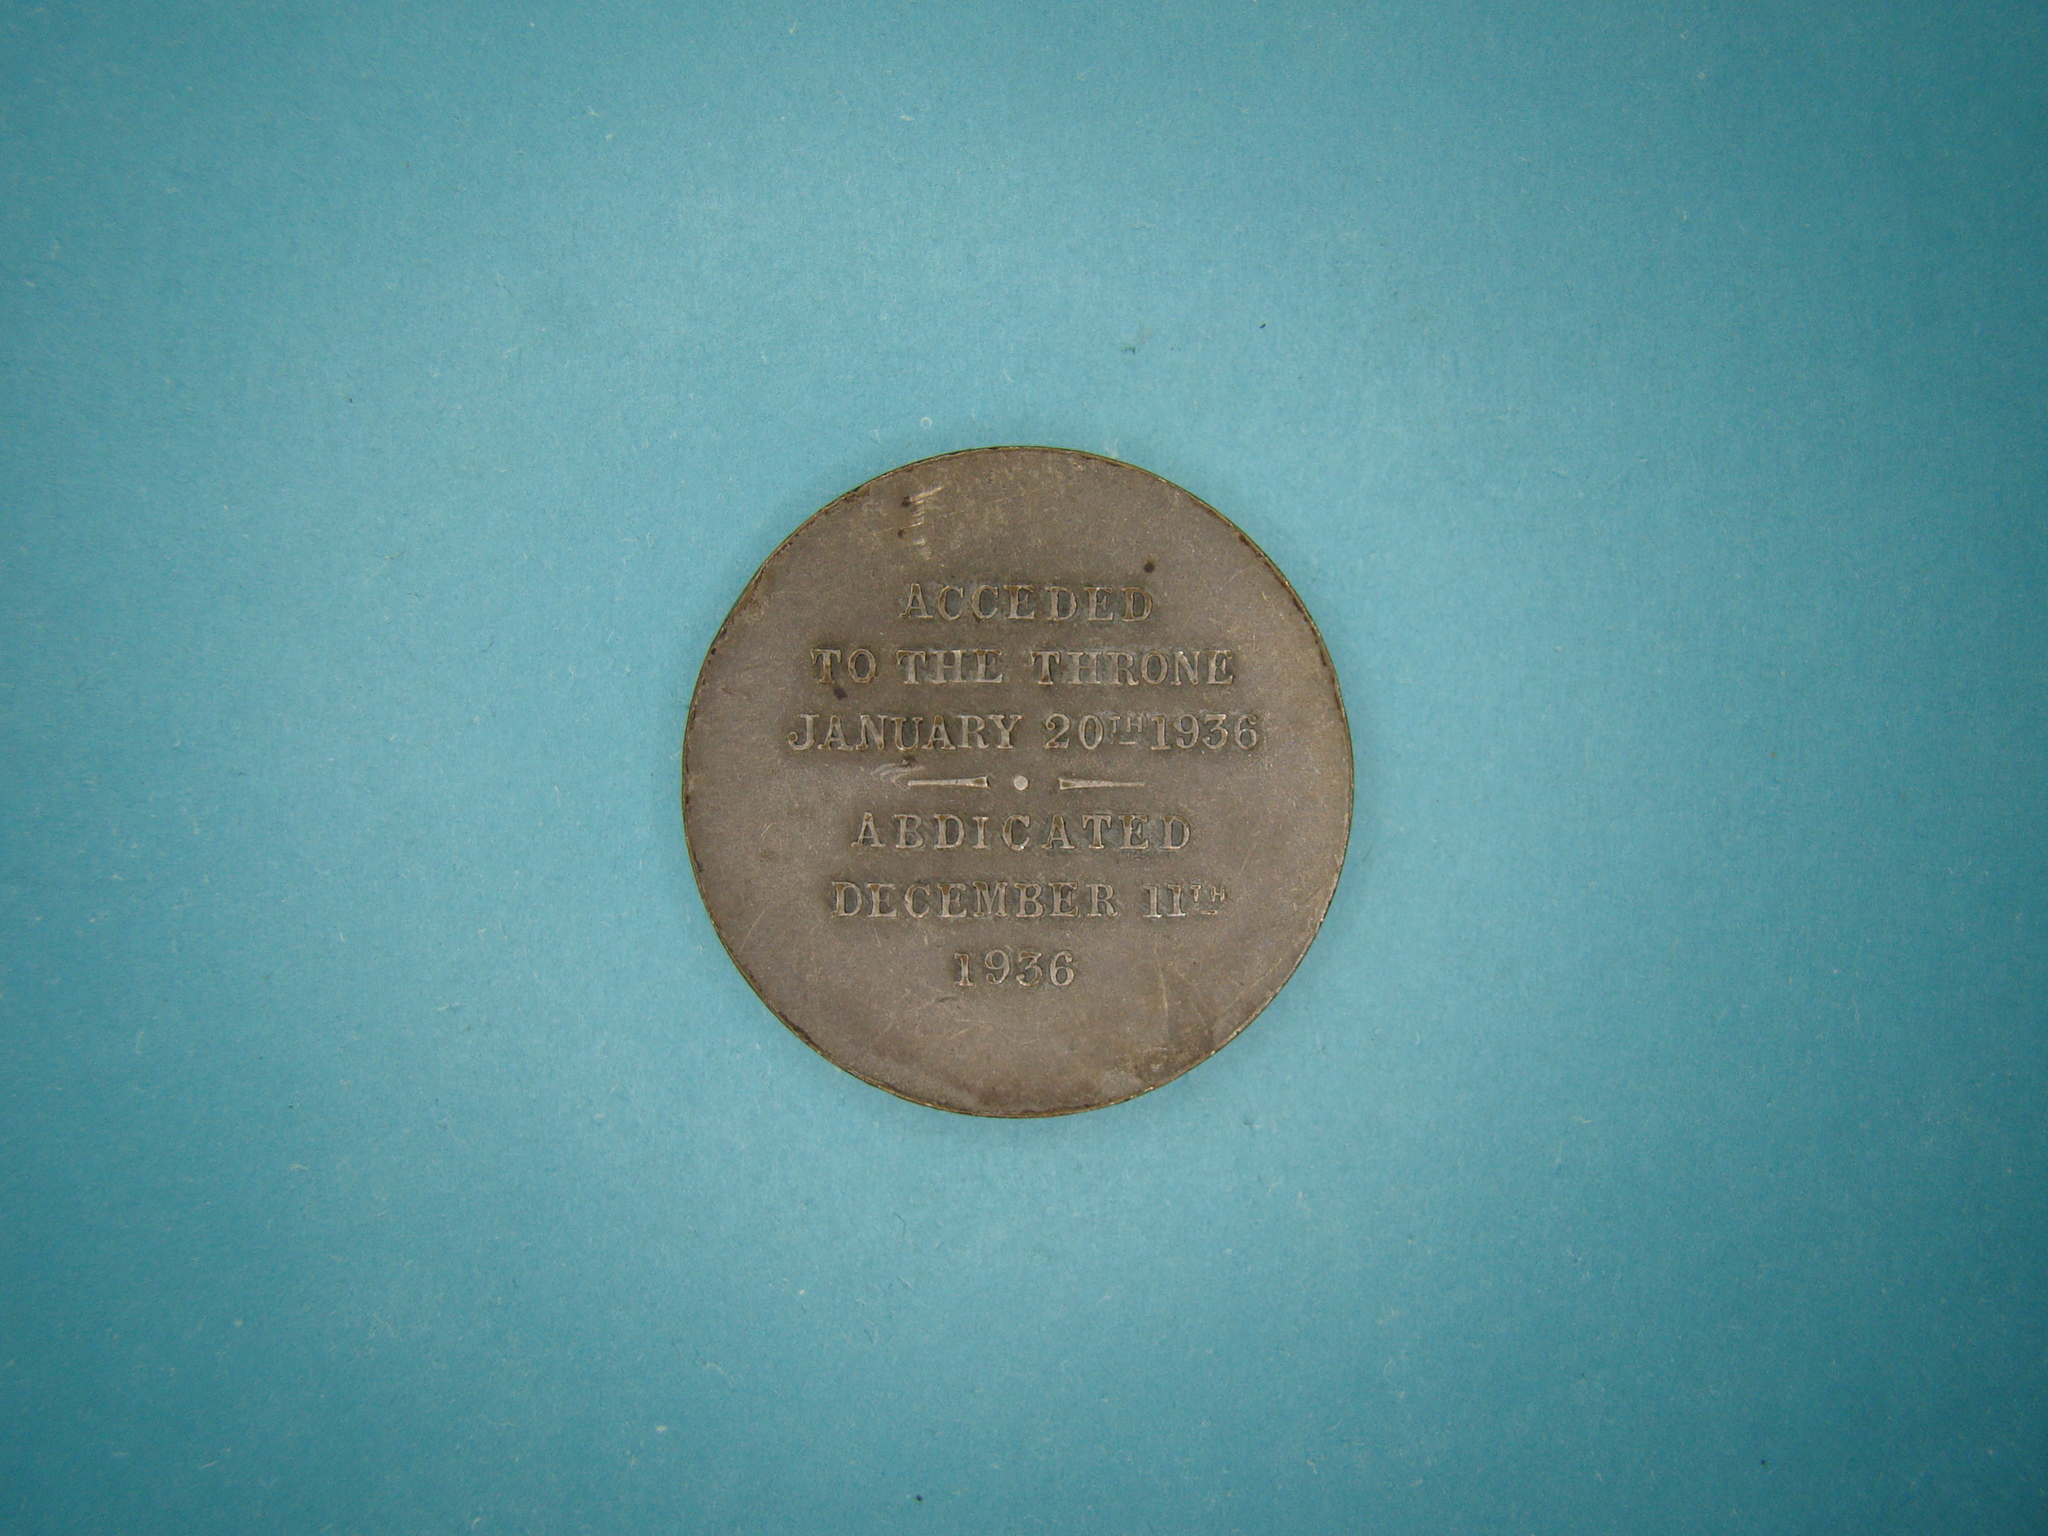 ACCEDED
TO THE THRONE
JANUARY 20TH 1936
ABDICATED
DECEMBER 11TH
1936